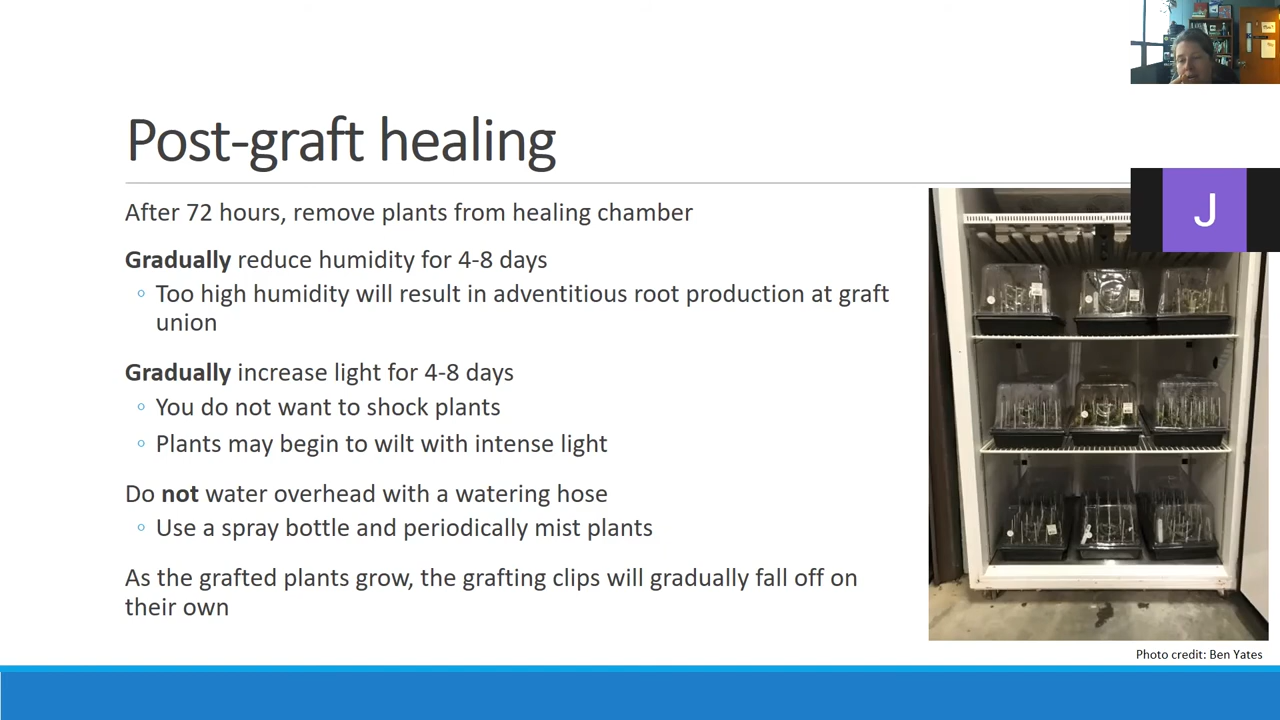 Post-graft healing
After 72 hours, remove plants from healing chamber
Gradually reduce humidity for 4-8 days
◦ Too high humidity will result in adventitious root production at graft
union
Gradually increase light for 4-8 days
◦ You do not want to shock plants
◦ Plants may begin to wilt with intense light
Do not water overhead with a watering hose
◦ Use a spray bottle and periodically mist plants
As the grafted plants grow, the grafting clips will gradually fall off on
their own
J
Photo credit: Ben Yates